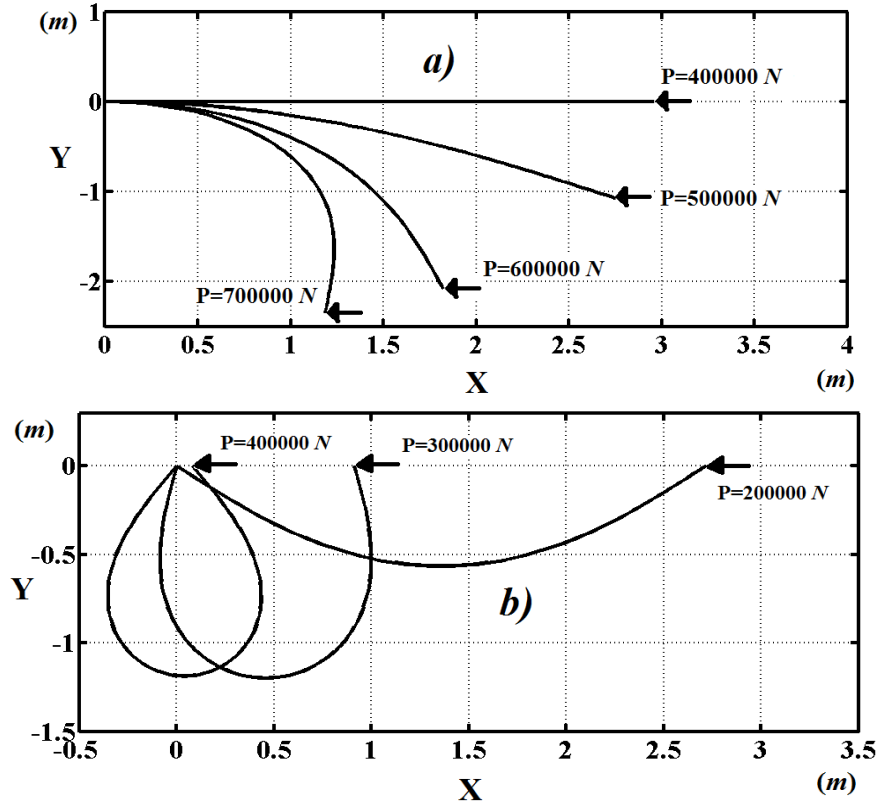 (m)
1
a)
P=400000 N
0
Y
-1
P=500000 N
P=600000 N
P=700000 N
-2
0 0.5 1 1.5 2 2.5 3 3.5 4
X
(m)
(m)
P=400000 N
P=300000 N
0
P=200000 N
-0.5
Y
b)
-1
-1.5
-0.5 0 0.5 1 1.5 2 2.5 3 3.5
X
(m)